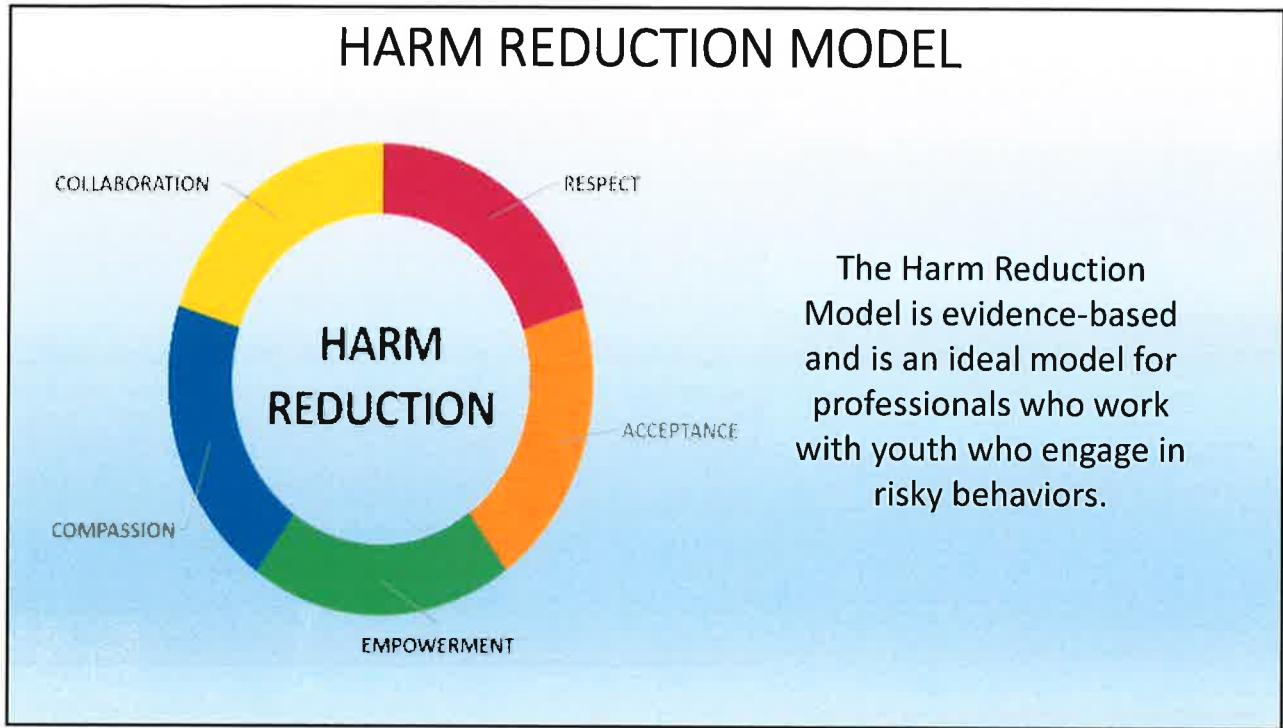 HARM REDUCTION MODEL
COLLABORATION
RESPECT
HARM
REDUCTION
ACCEPTANCE
COMPASSION
EMPOWERMENT
The Harm Reduction
Model is evidence-based
and is an ideal model for
professionals who work
with youth who engage in
risky behaviors.